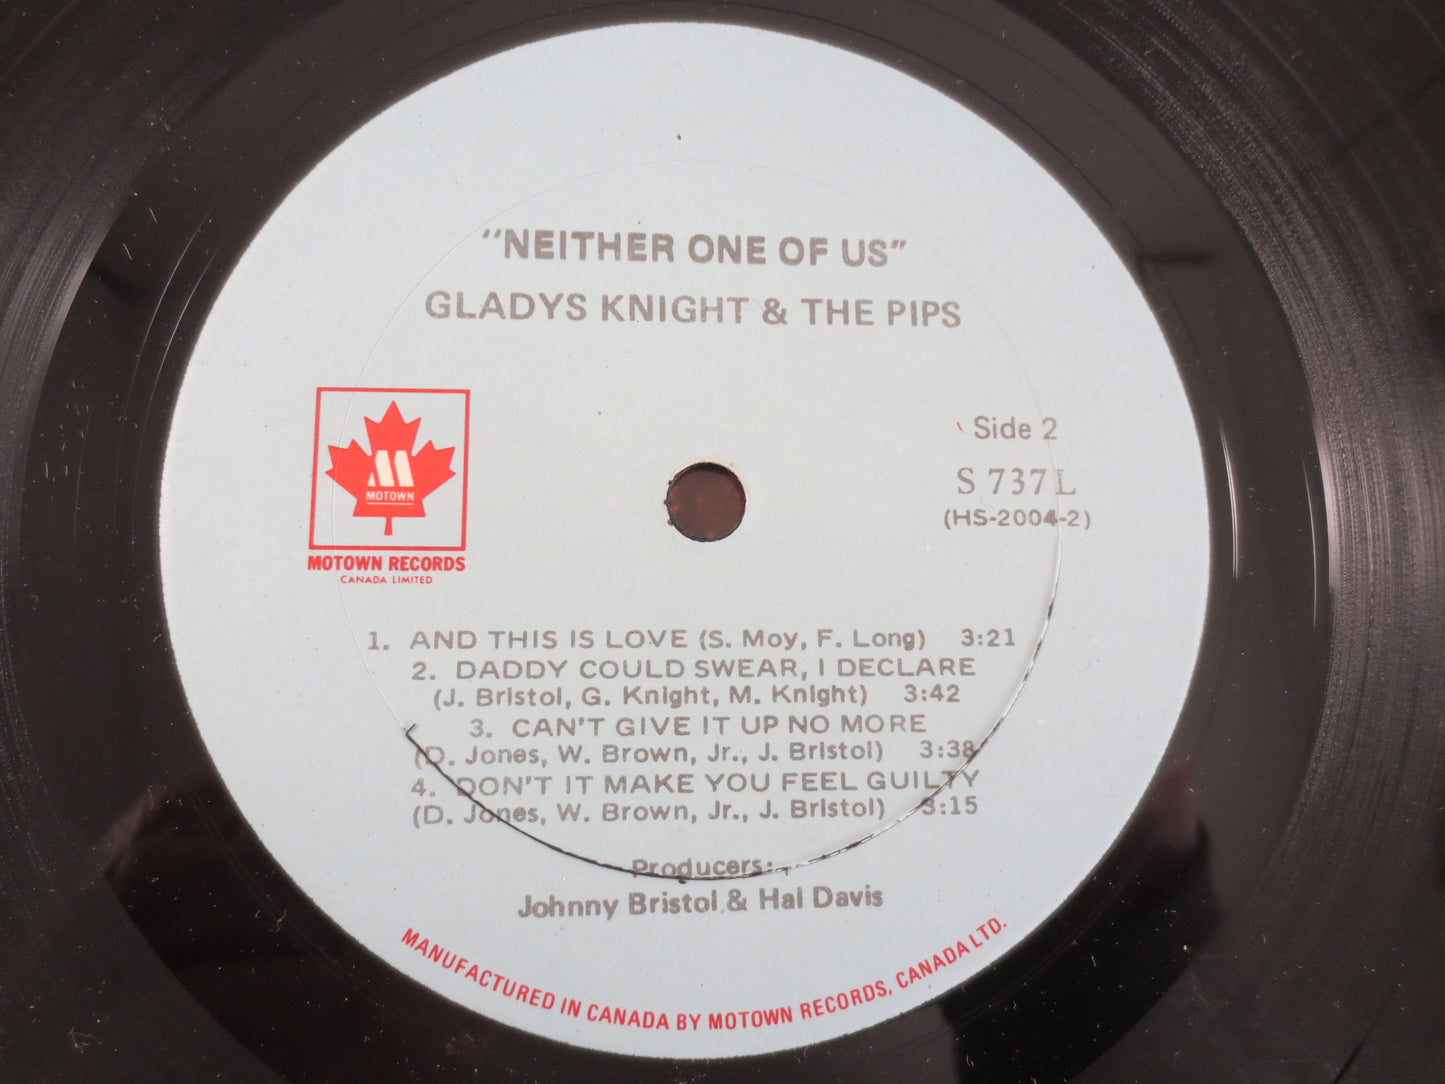 "NEITHER ONE OF US"
GLADYS KNIGHT & THE PIPS
M
MOTOWN
MOTOWN RECORDS
CANADA LIMITED
Side 2
S 737 L
(HS-2004-2)
1. AND THIS IS LOVE (S. Moy, F. Long) 3:21
2. DADDY COULD SWEAR, I DECLARE
(J. Bristol, G. Knight, M. Knight) 3:42
3. CAN'T GIVE IT UP NO MORE
(D. Jones, W. Brown, Jr., J. Bristol) 3:38
4. DON'T IT MAKE YOU FEEL GUILTY
(D. Jones, W. Brown, Jr., J. Bristol) 3:15
Producers:
Johnny Bristol & Hal Davis
MANUFACTURED IN CANADA BY MOTOWN RECORDS, CANADA LTD.